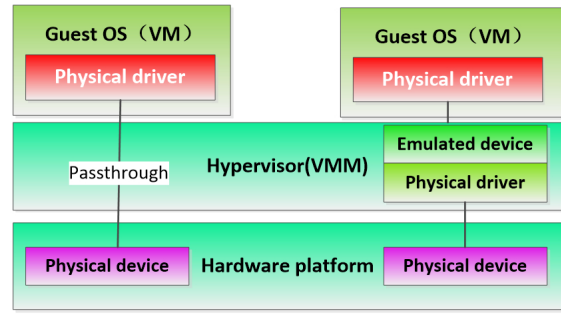 Guest OS（VM）
Physical driver
Guest OS（VM）
Physical driver
Passthrough
Hypervisor(VMM)
Emulated device
Physical driver
Physical device
Hardware platform
Physical device